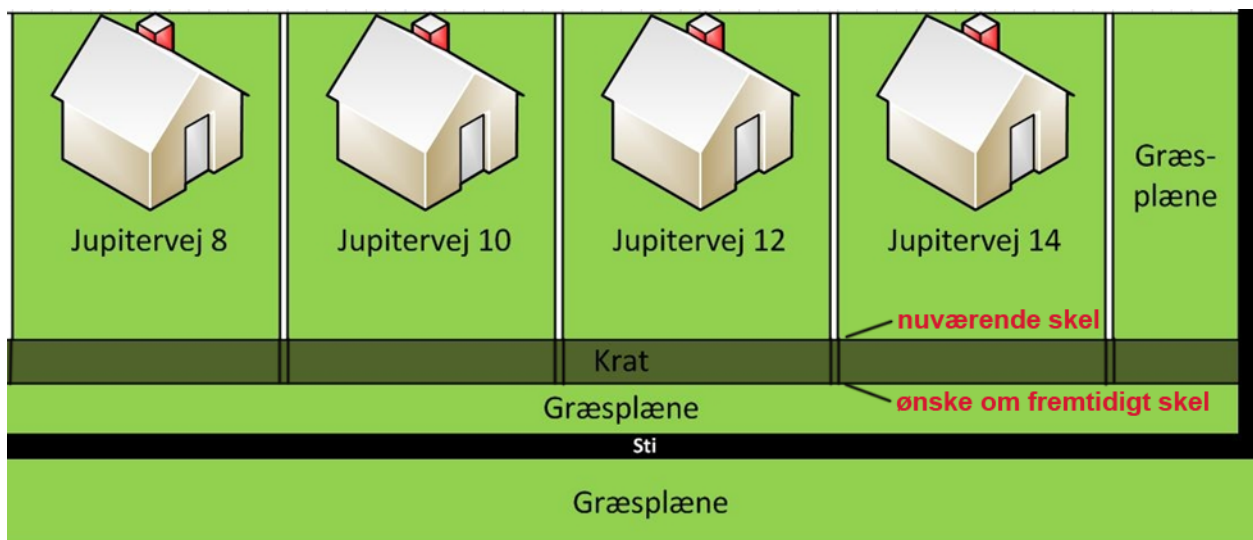 Jupitervej 8
Jupitervej 10
Jupitervej 12
Jupitervej 14
Græs-
plæne
nuværende skel
Krat
ønske om fremtidigt skel
Græsplæne
Sti
Græsplæne